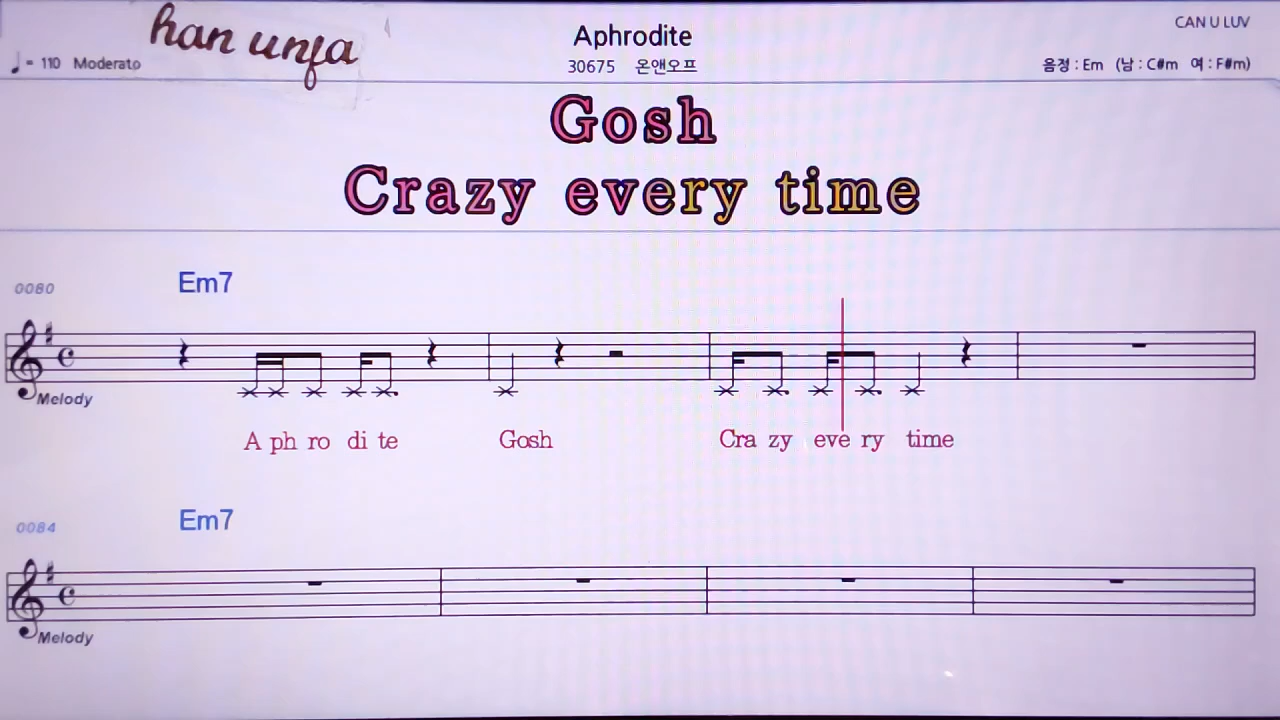 han unfa
Aphrodite
CAN U LUV
♩= 110 Moderato
30675 온앤오프
음정 : Em (남 : C#m 여 : F#m)
Gosh
Crazy every time
0080 Em7
Melody
A ph ro di te Gosh Cra zy eve ry time
0084 Em7
Melody